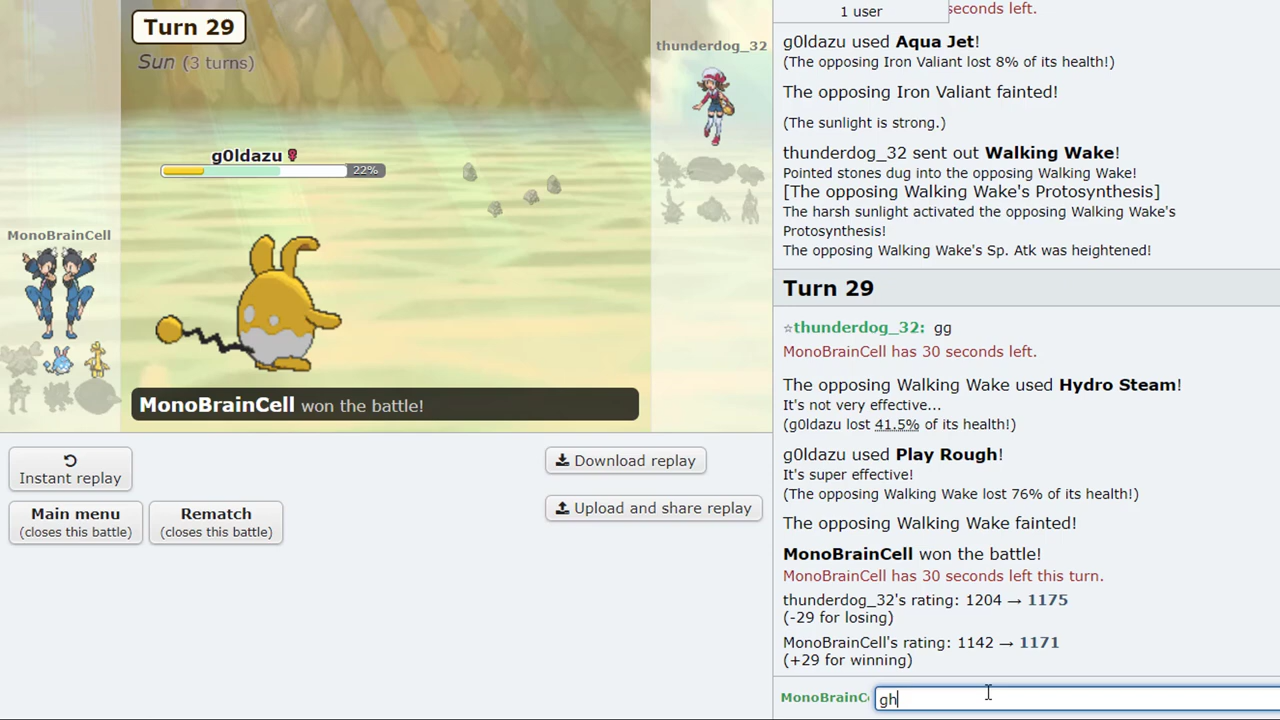 Turn 29
Sun (3 turns)
thunderdog_32
g0ldazu
22%
MonoBrainCell
MonoBrainCell won the battle!
Instant replay
Download replay
Main menu
(closes this battle)
Rematch
(closes this battle)
Upload and share replay
1 user
seconds left.
g0ldazu used Aqua Jet!
(The opposing Iron Valiant lost 8% of its health!)
The opposing Iron Valiant fainted!
(The sunlight is strong.)
thunderdog_32 sent out Walking Wake!
Pointed stones dug into the opposing Walking Wake!
[The opposing Walking Wake's Protosynthesis]
The harsh sunlight activated the opposing Walking Wake's
Protosynthesis!
The opposing Walking Wake's Sp. Atk was heightened!
Turn 29
☆thunderdog_32: gg
MonoBrainCell has 30 seconds left.
The opposing Walking Wake used Hydro Steam!
It's not very effective...
(g0ldazu lost 41.5% of its health!)
g0ldazu used Play Rough!
It's super effective!
(The opposing Walking Wake lost 76% of its health!)
The opposing Walking Wake fainted!
MonoBrainCell won the battle!
MonoBrainCell has 30 seconds left this turn.
thunderdog_32's rating: 1204 → 1175
(-29 for losing)
MonoBrainCell's rating: 1142 → 1171
(+29 for winning)
MonoBrainC
gh